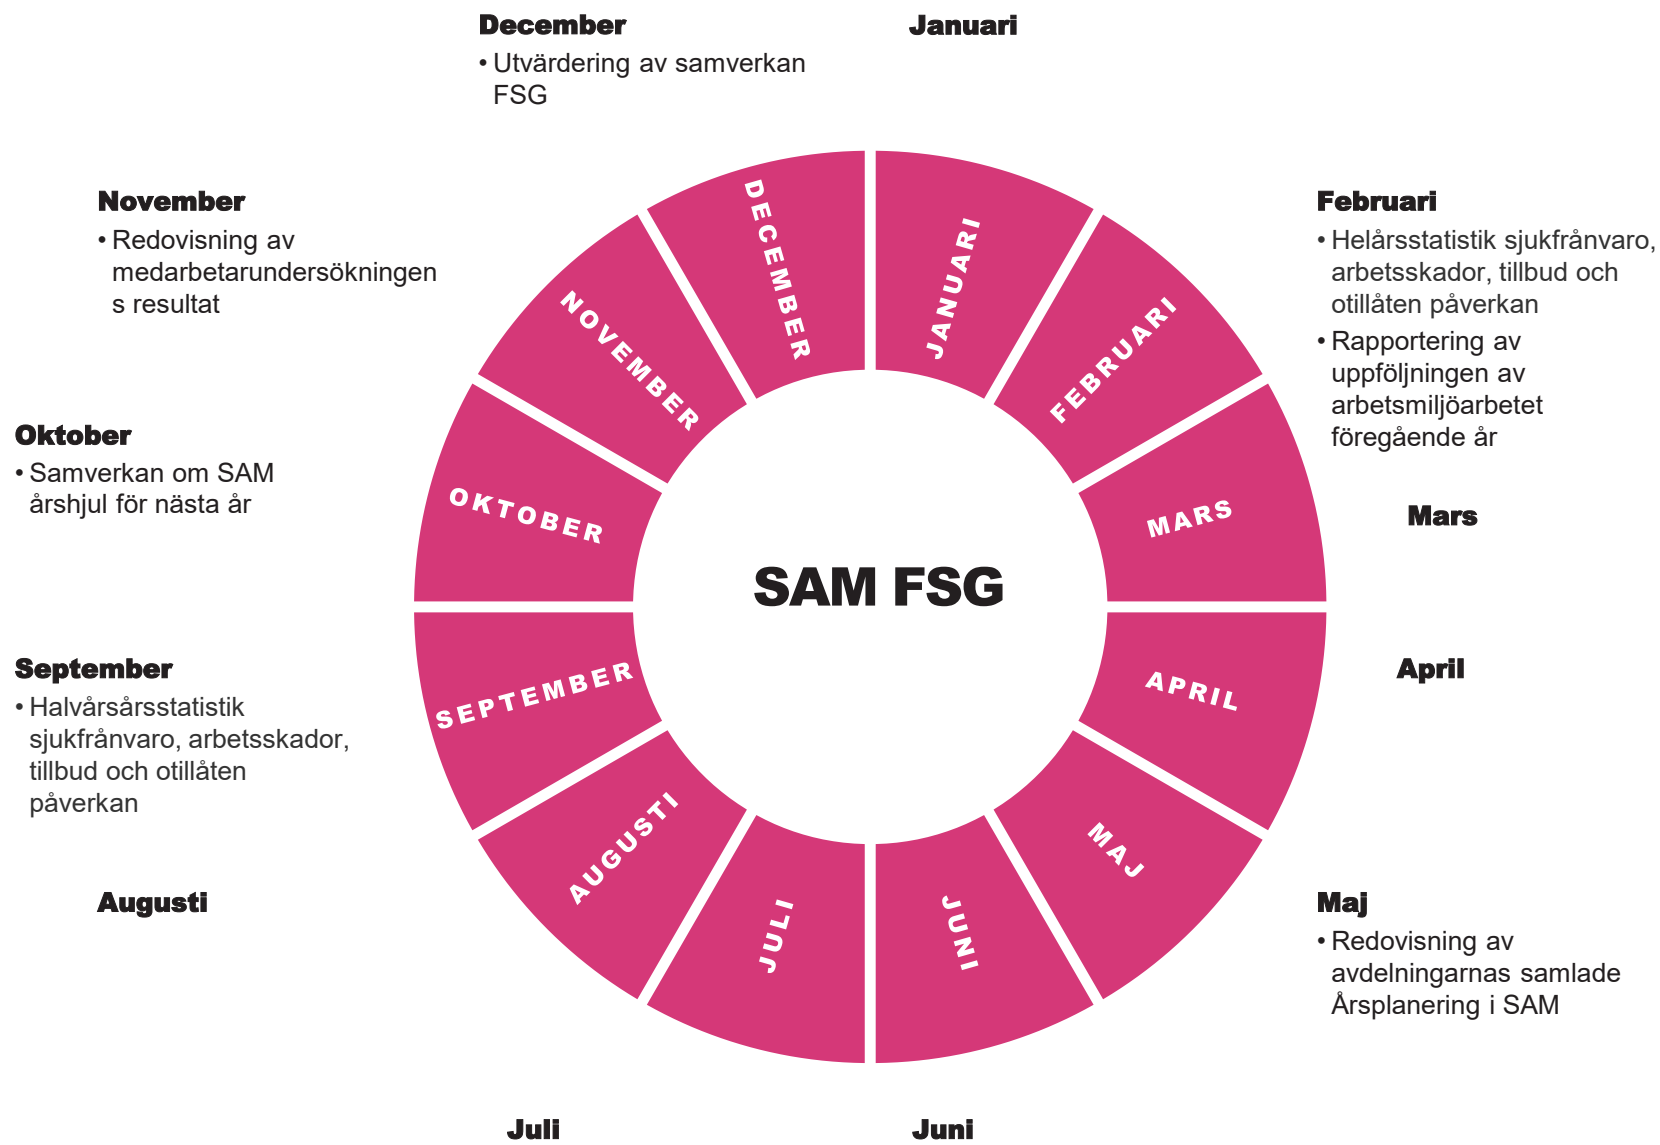 December
• Utvärdering av samverkan
FSG
Januari
November
• Redovisning av
medarbetarundersökningen
s resultat
Februari
• Helårsstatistik sjukfrånvaro,
arbetsskador, tillbud och
otillåten påverkan
• Rapportering av
uppföljningen av
arbetsmiljöarbetet
föregående år
Oktober
• Samverkan om SAM
årshjul för nästa år
Mars
September
• Halvårsårsstatistik
sjukfrånvaro, arbetsskador,
tillbud och otillåten
påverkan
April
Augusti
Maj
• Redovisning av
avdelningarnas samlade
Årsplanering i SAM
Juli
Juni
SAM FSG
JANUARI
FEBRUARI
MARS
APRIL
MAJ
JUNI
JULI
AUGUSTI
SEPTEMBER
OKTOBER
NOVEMBER
DECEMBER